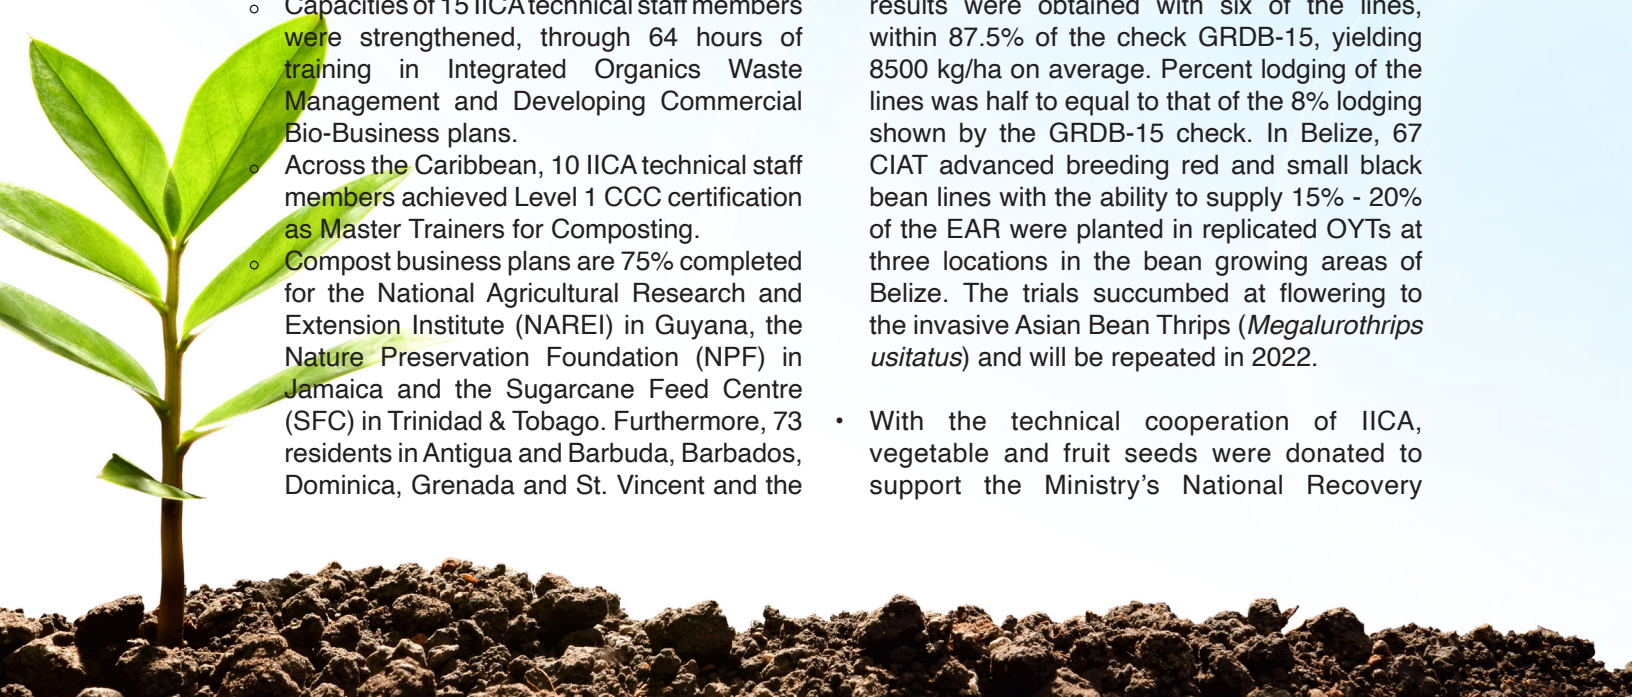 ◦ Capacities of 15 IICA technical staff members
were strengthened, through 64 hours of
training in Integrated Organics Waste
Management and Developing Commercial
Bio-Business plans.
◦ Across the Caribbean, 10 IICA technical staff
members achieved Level 1 CCC certification
as Master Trainers for Composting.
◦ Compost business plans are 75% completed
for the National Agricultural Research and
Extension Institute (NAREI) in Guyana, the
Nature Preservation Foundation (NPF) in
Jamaica and the Sugarcane Feed Centre
(SFC) in Trinidad & Tobago. Furthermore, 73
residents in Antigua and Barbuda, Barbados,
Dominica, Grenada and St. Vincent and the
results were obtained with six of the lines,
within 87.5% of the check GRDB-15, yielding
8500 kg/ha on average. Percent lodging of the
lines was half to equal to that of the 8% lodging
shown by the GRDB-15 check. In Belize, 67
CIAT advanced breeding red and small black
bean lines with the ability to supply 15% - 20%
of the EAR were planted in replicated OYTs at
three locations in the bean growing areas of
Belize. The trials succumbed at flowering to
the invasive Asian Bean Thrips (Megalurothrips
usitatus) and will be repeated in 2022.
• With the technical cooperation of IICA,
vegetable and fruit seeds were donated to
support the Ministry’s National Recovery